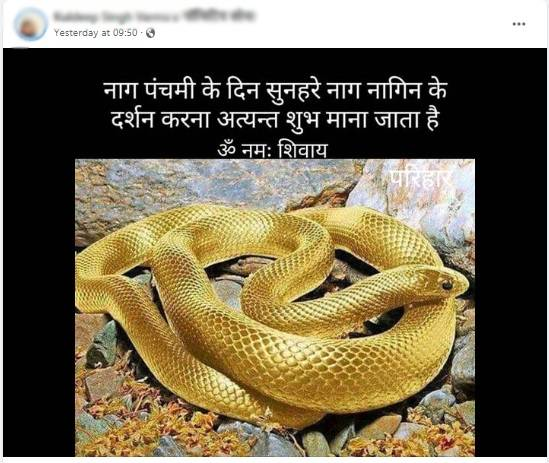 Yesterday at 09:50 ·
नाग पंचमी के दिन सुनहरे नाग नागिन के
दर्शन करना अत्यन्त शुभ माना जाता है
ॐ नमः शिवाय
परिहार